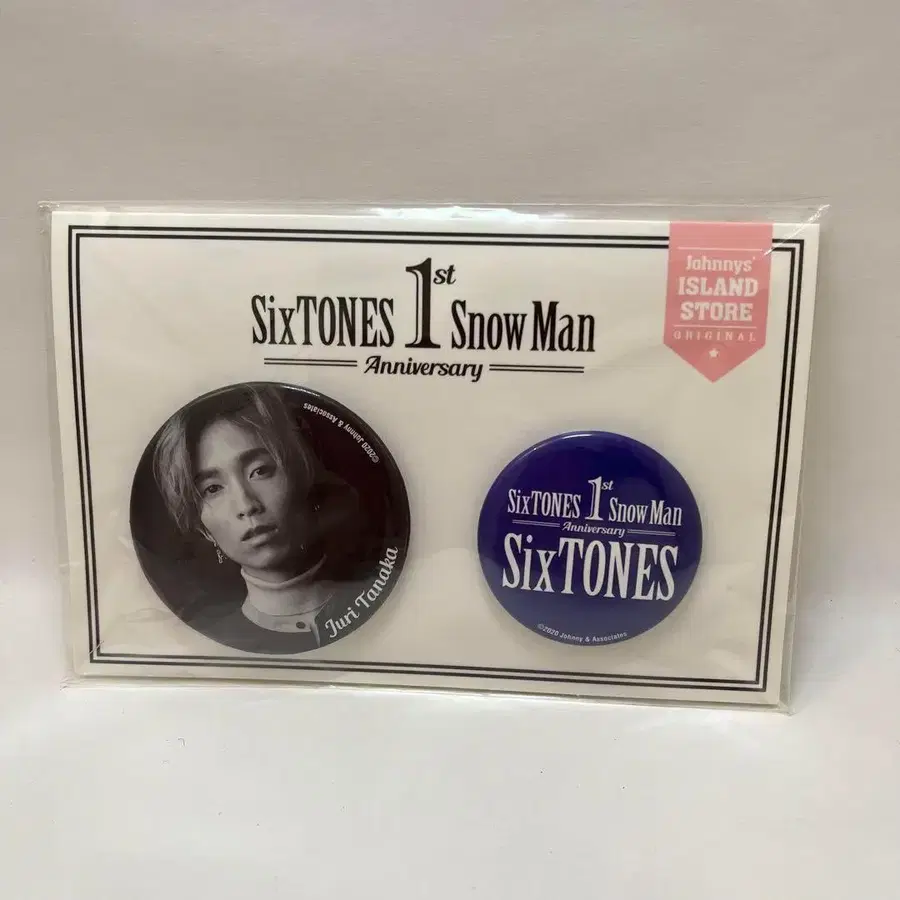 1st
SixTONES Snow Man
Anniversary
Johnnys'
ISLAND
STORE
ORIGINAL
©2020 Johnny & Associates
Juri Tanaka
1st
SixTONES Snow Man
Anniversary
SixTONES
©2020 Johnny & Associates